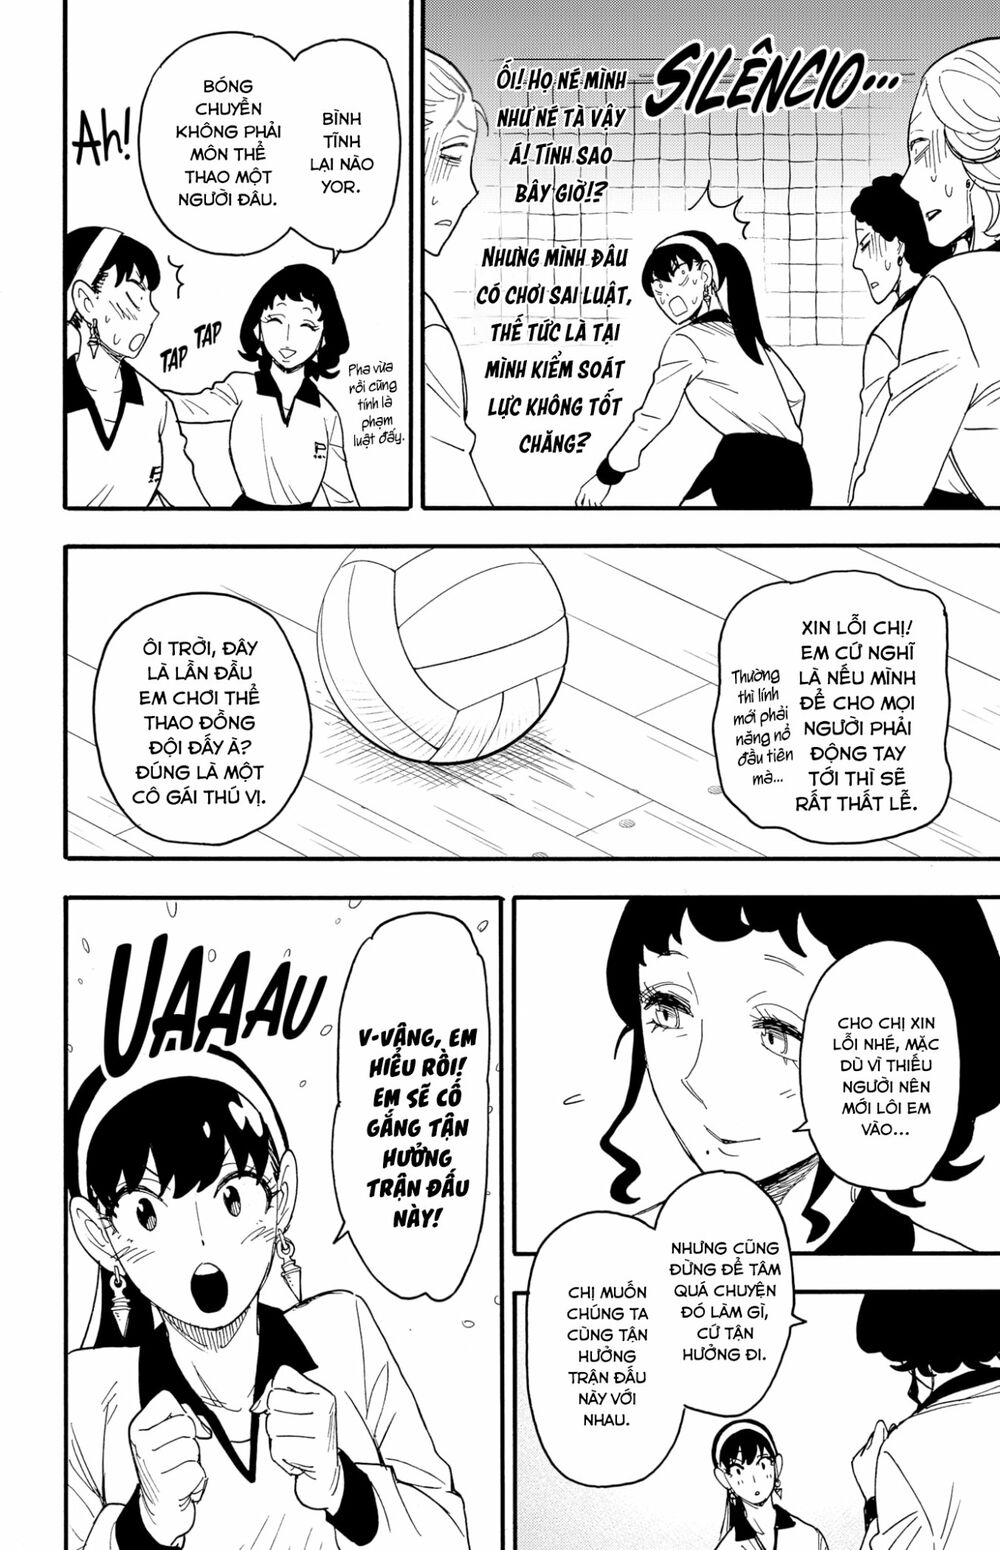 SILÊNCIO...
ỐI! HỌ NÉ MÌNH
NHƯ NÉ TÀ VẬY
Á! TÍNH SAO
BÂY GIỜ!?
NHƯNG MÌNH ĐÂU
CÓ CHƠI SAI LUẬT,
THẾ TỨC LÀ TẠI
MÌNH KIỂM SOÁT
LỰC KHÔNG TỐT
CHĂNG?
BÌNH
TĨNH
LẠI NÀO
YOR.
BÓNG
CHUYỀN
KHÔNG PHẢI
MÔN THỂ
THAO MỘT
NGƯỜI ĐÂU.
Ah!
TAP TAP
Pha vừa
rồi cũng
tính là
phạm
luật đấy.
XIN LỖI CHỊ!
EM CỨ NGHĨ
LÀ NẾU MÌNH
ĐỂ CHO MỌI
NGƯỜI PHẢI
ĐỘNG TAY
TỚI THÌ SẼ
RẤT THẤT LỄ.
Thường
thì lính
mới phải
năng nổ
đầu tiên
mà...
ÔI TRỜI, ĐÂY
LÀ LẦN ĐẦU
EM CHƠI THỂ
THAO ĐỒNG
ĐỘI ĐẤY À?
ĐÚNG LÀ MỘT
CÔ GÁI THÚ VỊ.
CHO CHỊ XIN
LỖI NHÉ, MẶC
DÙ VÌ THIẾU
NGƯỜI NÊN
MỚI LÔI EM
VÀO...
NHƯNG CŨNG
ĐỪNG ĐỂ TÂM
QUÁ CHUYỆN
ĐÓ LÀM GÌ,
CỨ TẬN
HƯỞNG ĐI.
CHỊ MUỐN
CHÚNG TA
CÙNG TẬN
HƯỞNG
TRẬN ĐẤU
NÀY VỚI
NHAU.
V-VÂNG, EM
HIỂU RỒI!
EM SẼ CỐ
GẮNG TẬN
HƯỞNG
TRẬN ĐẤU
NÀY!